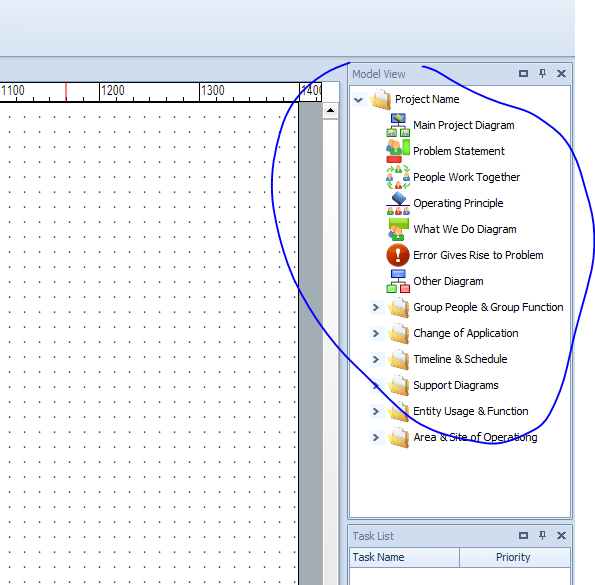 Model View
1100 1200 1300 1400
Project Name
Main Project Diagram
Problem Statement
People Work Together
Operating Principle
What We Do Diagram
Error Gives Rise to Problem
Other Diagram
Group People & Group Function
Change of Application
Timeline & Schedule
Support Diagrams
Entity Usage & Function
Area & Site of Operationg
Task List
Task Name Priority